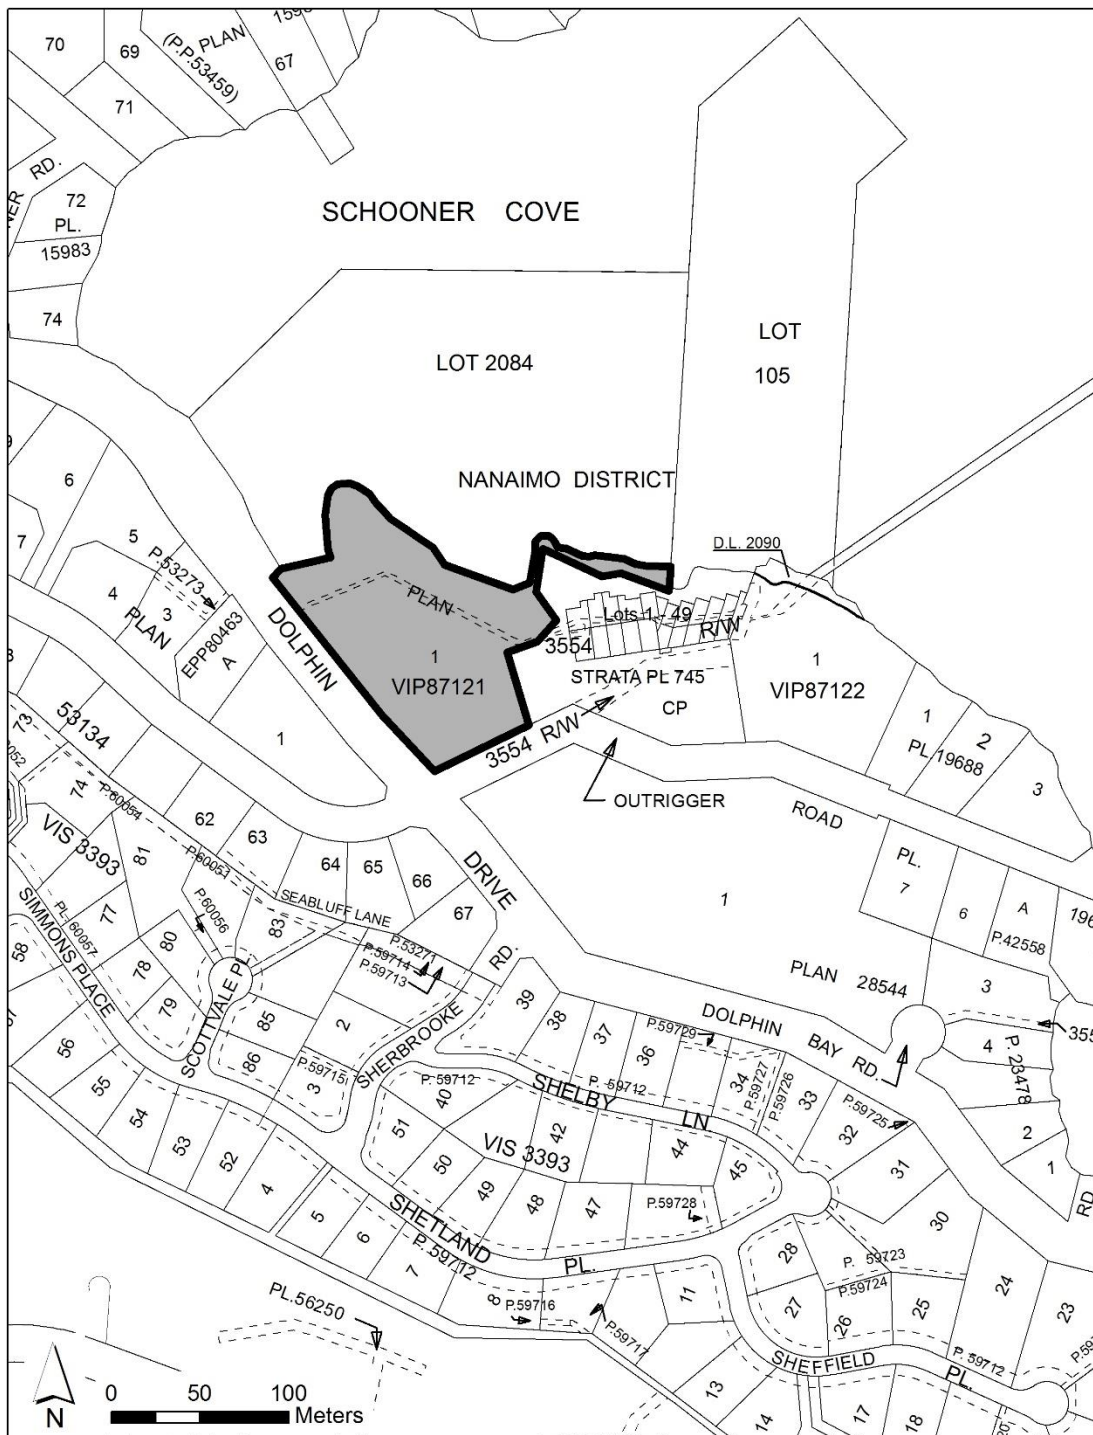 70
69
PLAN
(P.P.53459)
67
71
RD.
72
PL.
15983
74
SCHOONER COVE
LOT 2084
LOT
105
NANAIMO DISTRICT
D.L. 2090
6
7
5
P.53273
4
3
PLAN
EPP80463
A
1
DOLPHIN
PLAN
1
VIP87121
3554
Lots 1 - 49
R/W
STRATA PL 745
CP
3554 R/W
1
VIP87122
1
2
PL.19688
3
OUTRIGGER
ROAD
73
53134
74
P.60054
VIS 3393
81
62
63
64
65
66
67
P.60053
P.60056
SEABLUFF LANE
83
DRIVE
1
PL.
7
6
A
P.42558
PLAN 28544
3
SIMMONS PLACE
PL. 60057
77
80
78
79
58
SCOTTVALE PL.
P.53271
P.59714
P.59713
RD.
SHERBROOKE
85
86
2
P.59715
3
39
38
37
36
P.59729
DOLPHIN
BAY RD.
4
P. 23478
2
1
RD
56
55
54
53
52
4
5
6
7
8
51
40
P. 59712
50
49
48
47
42
VIS 3393
SHELBY
LN
P. 59712
44
45
34
P.59727
P.59726
33
32
P.59725
31
30
P.59728
SHETLAND
PL.
P. 59712
P.59716
P.59717
11
13
14
28
27
26
25
24
23
P. 59723
P.59724
SHEFFIELD
PL.
P. 59712
17
18
PL.56250
N
0 50 100
Meters